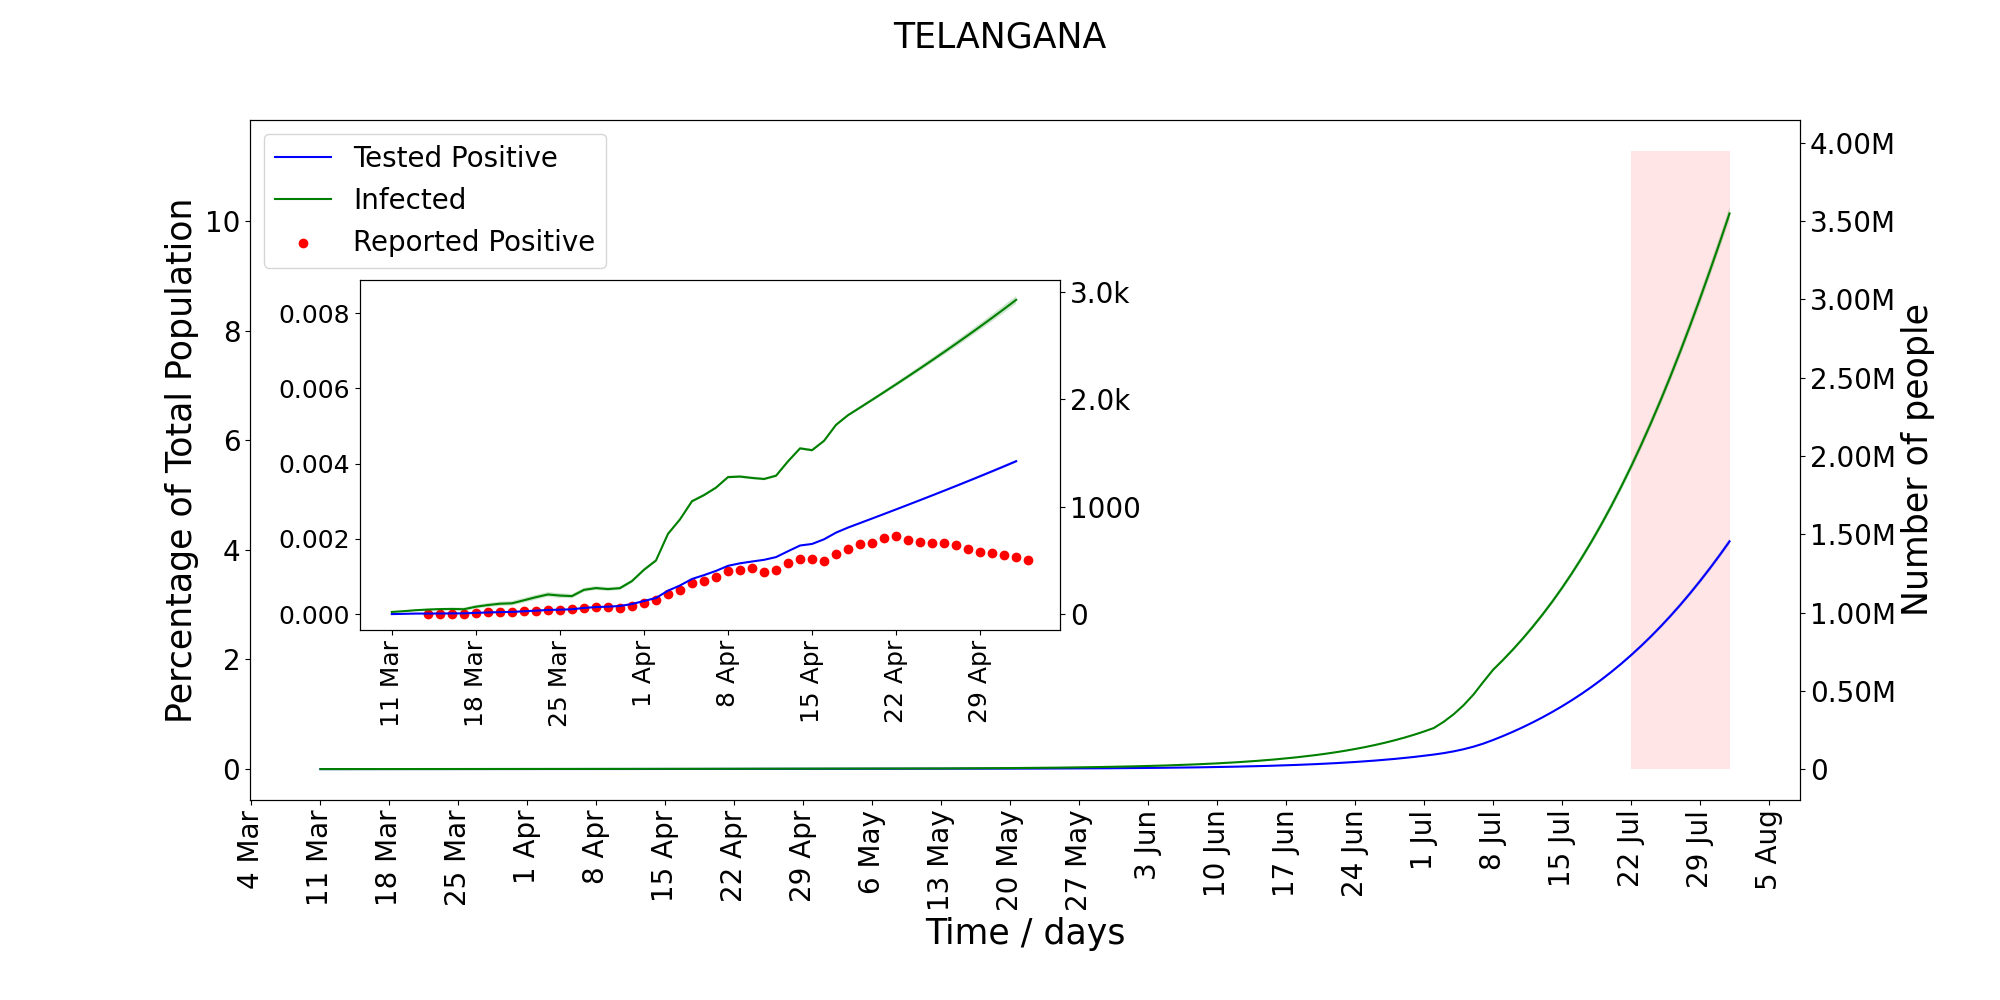 TELANGANA
Tested Positive
Infected
Reported Positive
Percentage of Total Population
10
8
6
4
2
0
0.008
0.006
0.004
0.002
0.000
3.0k
2.0k
1000
0
11 Mar
18 Mar
25 Mar
1 Apr
8 Apr
15 Apr
22 Apr
29 Apr
4.00M
3.50M
3.00M
2.50M
2.00M
1.50M
1.00M
0.50M
0
Number of people
4 Mar
11 Mar
18 Mar
25 Mar
1 Apr
8 Apr
15 Apr
22 Apr
29 Apr
6 May
13 May
20 May
27 May
3 Jun
10 Jun
17 Jun
24 Jun
1 Jul
8 Jul
15 Jul
22 Jul
29 Jul
5 Aug
Time / days